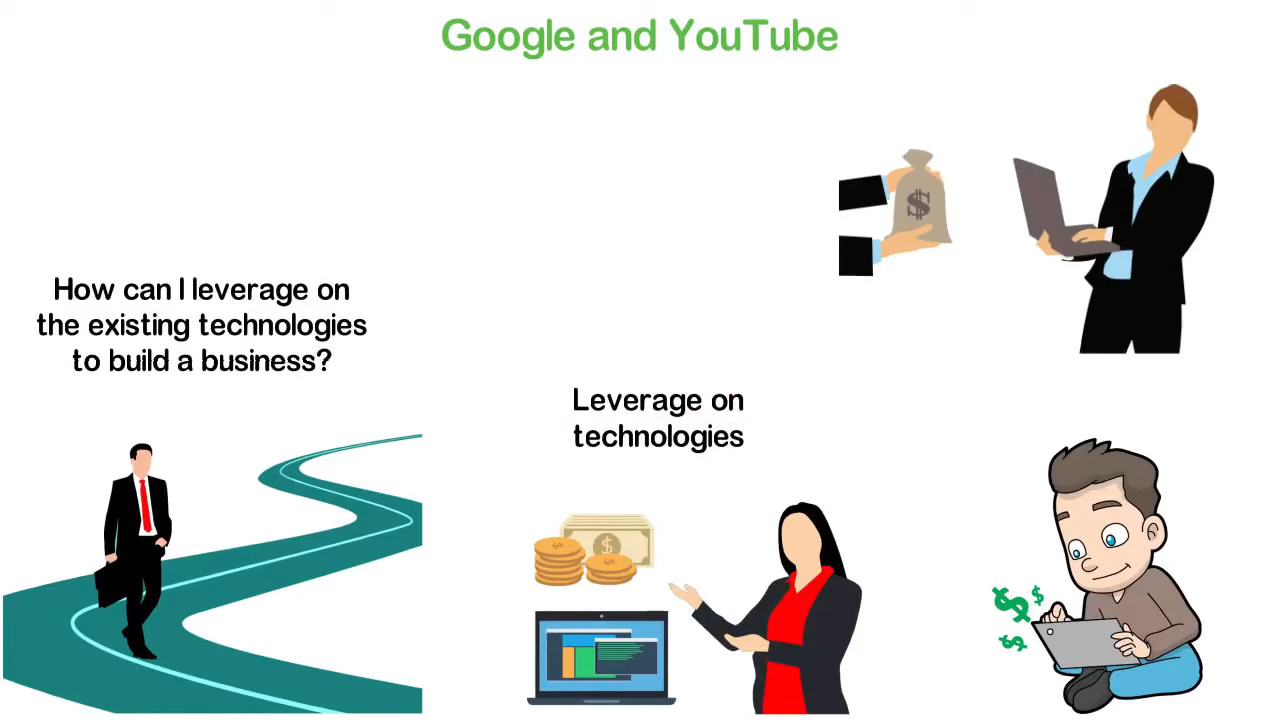 Google and YouTube
How can I leverage on
the existing technologies
to build a business?
Leverage on
technologies
$
$
$
$
$
$
$